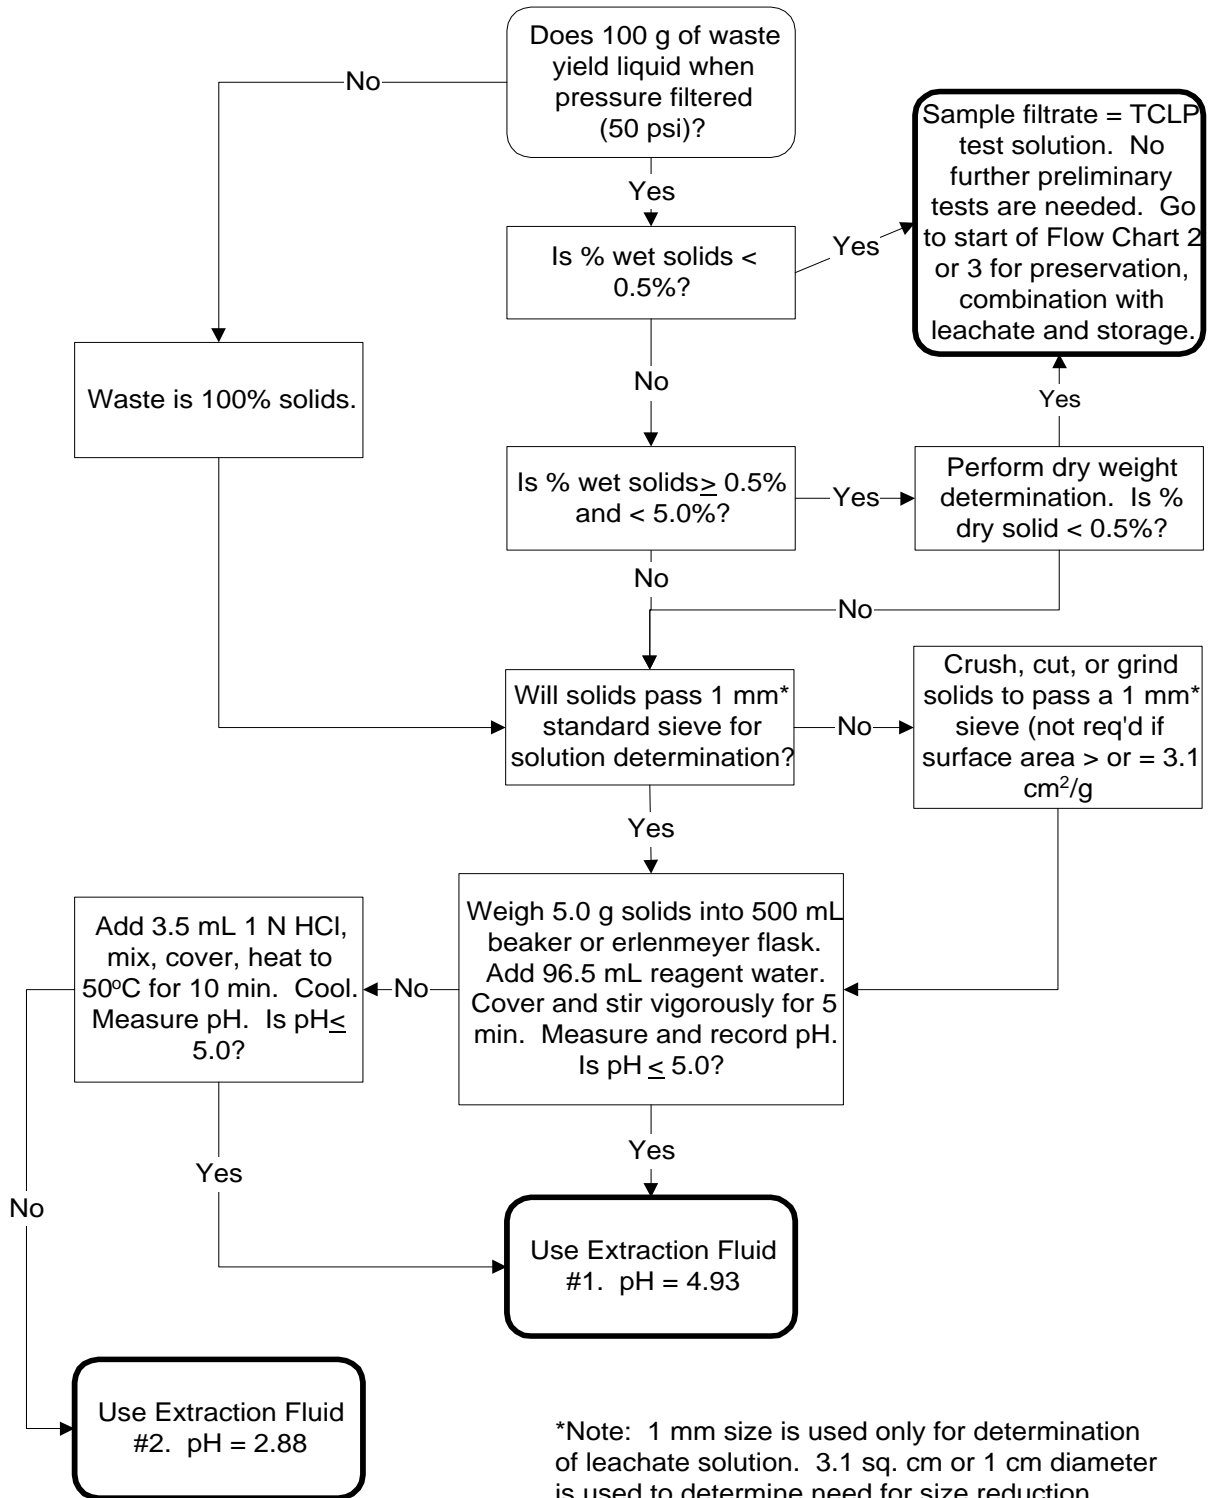 Does 100 g of waste
yield liquid when
pressure filtered
(50 psi)?
No
Yes
Sample filtrate = TCLP
test solution.  No
further preliminary
tests are needed.  Go
to start of Flow Chart 2
or 3 for preservation,
combination with
leachate and storage.
Is % wet solids <
0.5%?
Yes
No
Waste is 100% solids.
Yes
Is % wet solids ≥ 0.5%
and < 5.0%?
Yes
Perform dry weight
determination.  Is %
dry solid < 0.5%?
No
No
Will solids pass 1 mm*
standard sieve for
solution determination?
No
Crush, cut, or grind
solids to pass a 1 mm*
sieve (not req'd if
surface area > or = 3.1
cm²/g
Yes
Add 3.5 mL 1 N HCl,
mix, cover, heat to
50ºC for 10 min.  Cool.
Measure pH.  Is pH ≤
5.0?
No
Weigh 5.0 g solids into 500 mL
beaker or erlenmeyer flask.
Add 96.5 mL reagent water.
Cover and stir vigorously for 5
min.  Measure and record pH.
Is pH ≤ 5.0?
Yes
Yes
No
Use Extraction Fluid
#1.  pH = 4.93
Use Extraction Fluid
#2.  pH = 2.88
*Note:  1 mm size is used only for determination
of leachate solution.  3.1 sq. cm or 1 cm diameter
is used to determine need for size reduction